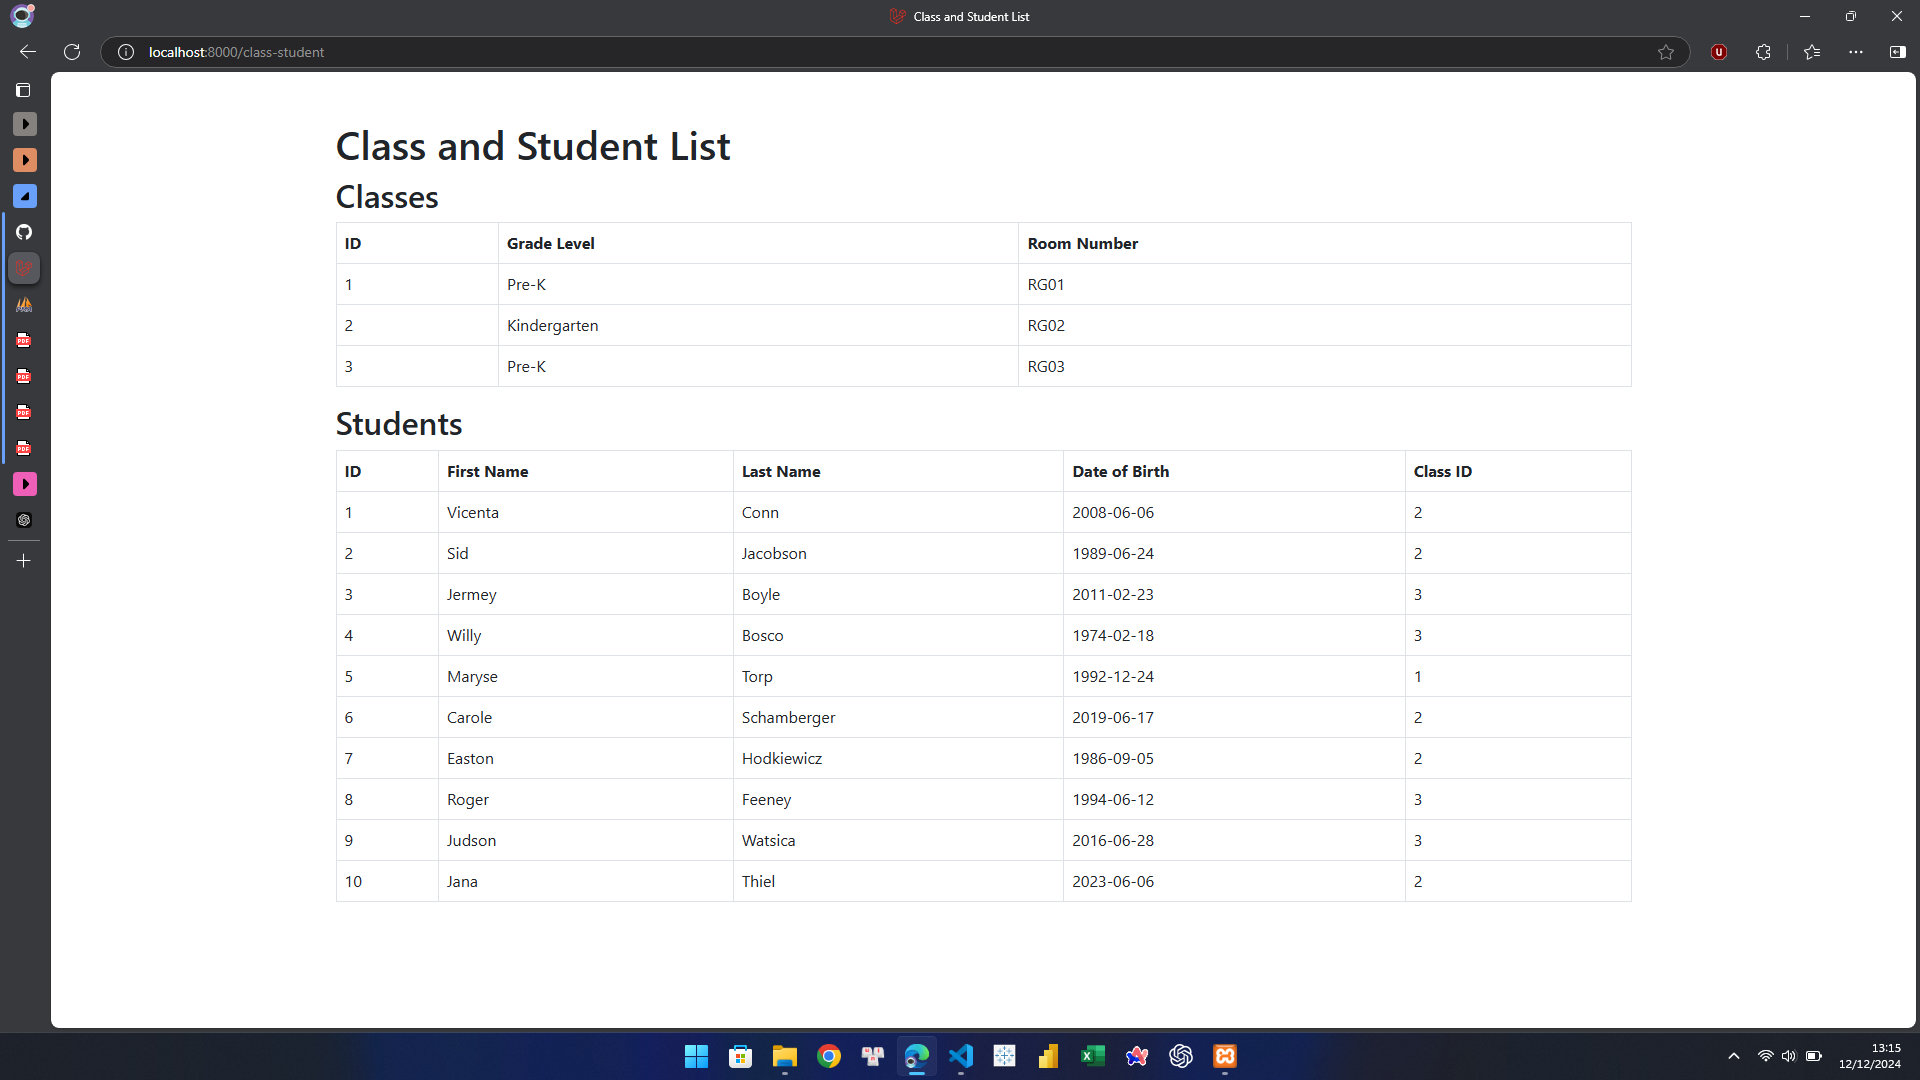 Class and Student List
localhost:8000/class-student
Class and Student List
Classes
ID Grade Level Room Number
1 Pre-K RG01
2 Kindergarten RG02
3 Pre-K RG03
Students
ID First Name Last Name Date of Birth Class ID
1 Vicenta Conn 2008-06-06 2
2 Sid Jacobson 1989-06-24 2
3 Jermey Boyle 2011-02-23 3
4 Willy Bosco 1974-02-18 3
5 Maryse Torp 1992-12-24 1
6 Carole Schamberger 2019-06-17 2
7 Easton Hodkiewicz 1986-09-05 2
8 Roger Feeney 1994-06-12 3
9 Judson Watsica 2016-06-28 3
10 Jana Thiel 2023-06-06 2
13:15
12/12/2024